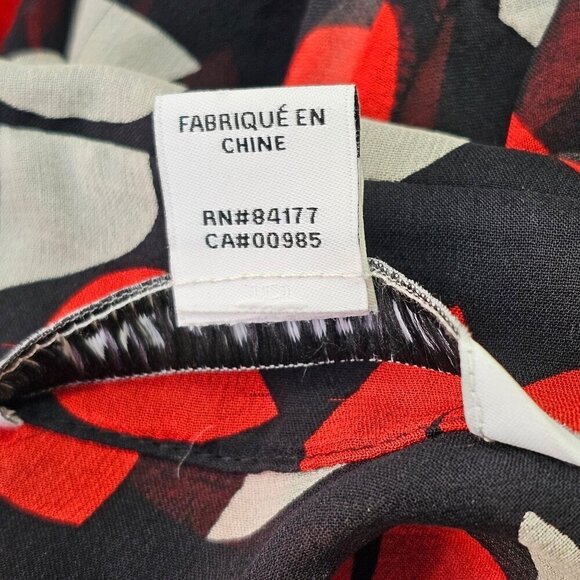 FABRIQUÉ EN
CHINE
RN#84177
CA#00985